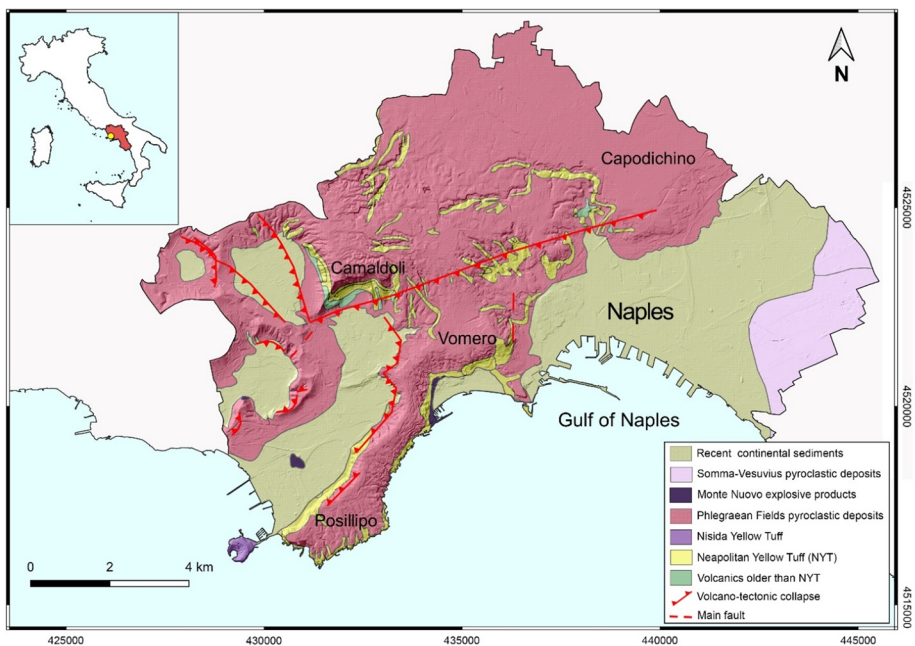 N
Capodichino
4525000
Camaldoli
Naples
Vomero
4520000
Gulf of Naples
Recent continental sediments
Somma-Vesuvius pyroclastic deposits
Monte Nuovo explosive products
Phlegraean Fields pyroclastic deposits
Nisida Yellow Tuff
Neapolitan Yellow Tuff (NYT)
Volcanics older than NYT
Volcano-tectonic collapse
Main fault
Posillipo
0 2 4 km
4515000
425000 430000 435000 440000 445000